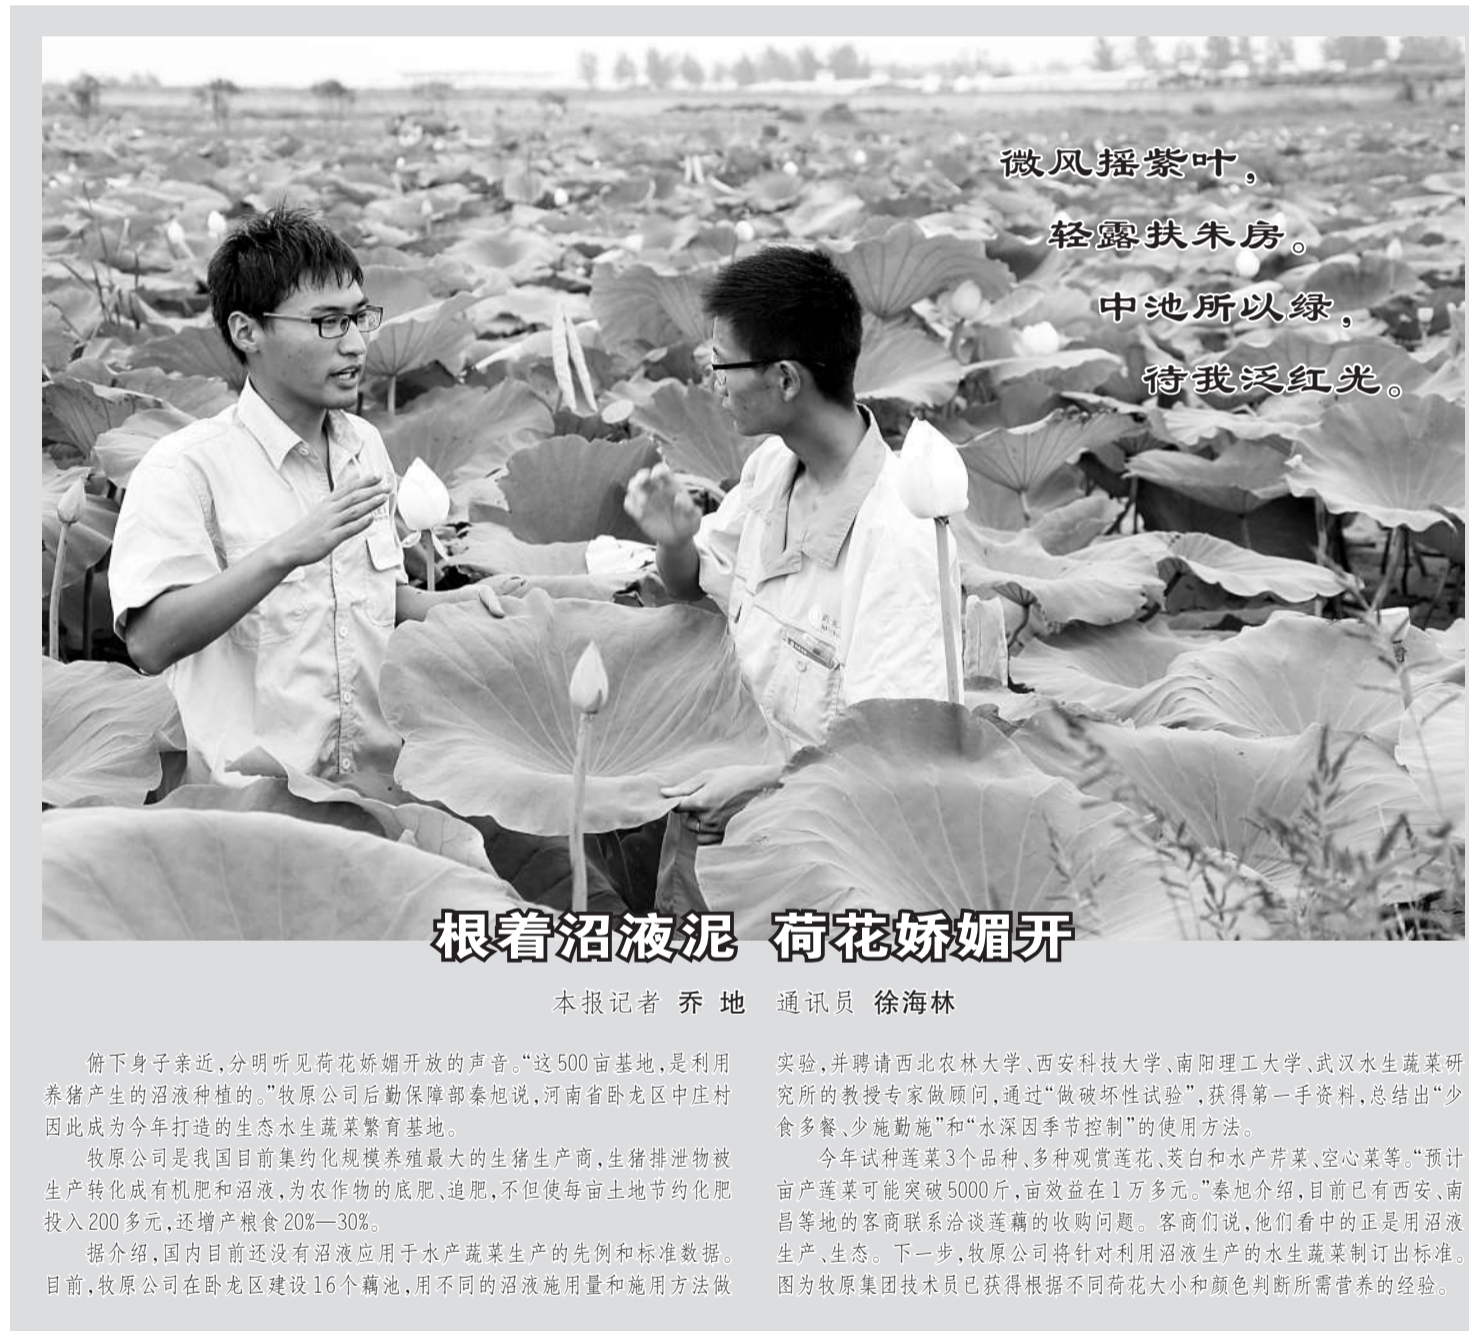 微风摇紫叶，
轻露扶朱房。
中池所以绿，
待我泛红光。
根着沼液泥 荷花娇媚开
本报记者 乔 地 通讯员 徐海林
俯下身子亲近，分明听见荷花娇媚开放的声音。“这500亩基地，是利用
养猪产生的沼液种植的。”牧原公司后勤保障部秦旭说，河南省卧龙区中庄村
因此成为今年打造的生态水生蔬菜繁育基地。
牧原公司是我国目前集约化规模养殖最大的生猪生产商，生猪排泄物被
生产转化成有机肥和沼液，为农作物的底肥、追肥，不但使每亩土地节约化肥
投入200多元，还增产粮食20%—30%。
据介绍，国内目前还没有沼液应用于水产蔬菜生产的先例和标准数据。
目前，牧原公司在卧龙区建设16个藕池，用不同的沼液施用量和施用方法做
实验，并聘请西北农林大学、西安科技大学、南阳理工大学、武汉水生蔬菜研
究所的教授专家做顾问，通过“做破坏性试验”，获得第一手资料，总结出“少
食多餐、少施勤施”和“水深因季节控制”的使用方法。
今年试种莲菜3个品种、多种观赏莲花、茭白和水产芹菜、空心菜等。“预计
亩产莲菜可能突破5000斤，亩效益在1万多元。”秦旭介绍，目前已有西安、南
昌等地的客商联系洽谈莲藕的收购问题。客商们说，他们看中的正是用沼液
生产、生态。下一步，牧原公司将针对利用沼液生产的水生蔬菜制订出标准。
图为牧原集团技术员已获得根据不同荷花大小和颜色判断所需营养的经验。